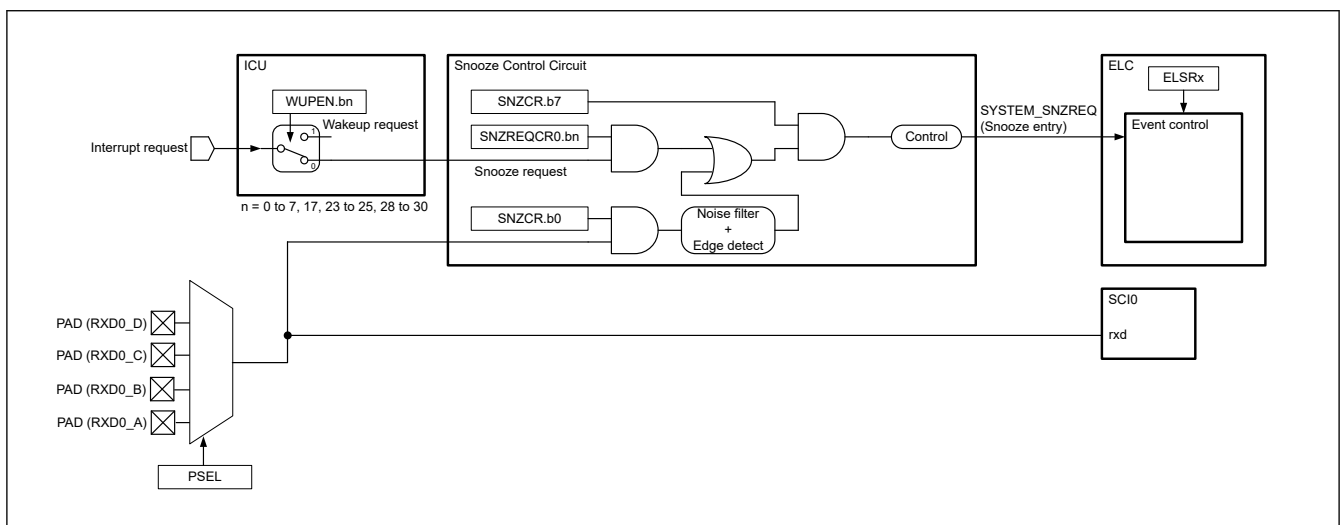 ICU
WUPEN.bn
1
Wakeup request
Interrupt request
0
n = 0 to 7, 17, 23 to 25, 28 to 30
Snooze Control Circuit
SNZCR.b7
SNZREQCR0.bn
Snooze request
SNZCR.b0
Noise filter
+
Edge detect
Control
SYSTEM_SNZREQ
(Snooze entry)
ELC
ELSRx
Event control
SCI0
rxd
PAD (RXD0_D)
PAD (RXD0_C)
PAD (RXD0_B)
PAD (RXD0_A)
PSEL